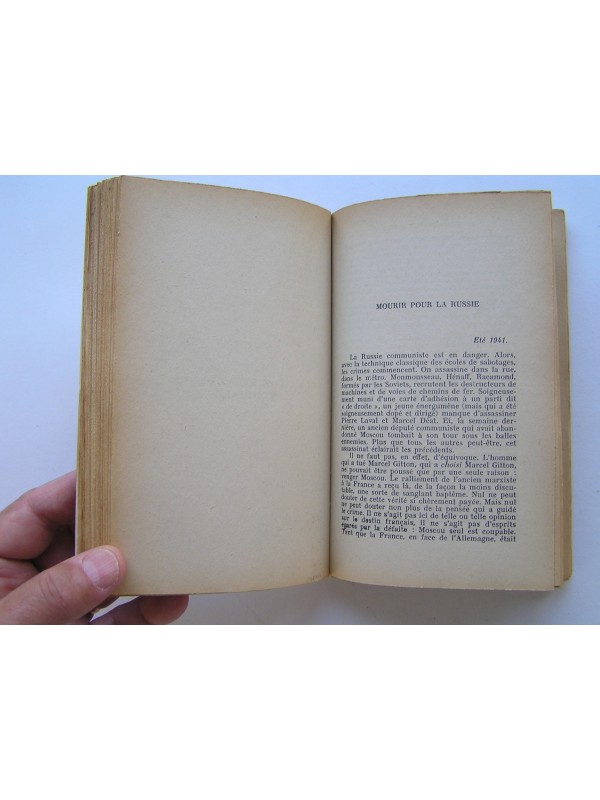 MOURIR POUR LA RUSSIE
Eté 1941.
La Russie communiste est en danger. Alors,
avec la technique classique des écoles de sabotages,
les crimes commencent. On assassine dans la rue,
dans le métro. Monmousseau, Hénaff, Racamond,
formés par les Soviets, recrutent les destructeurs de
machines et de voies de chemins de fer. Soigneuse-
ment muni d'une carte d'adhésion à un parti dit
« de droite », un jeune énergumène (mais qui a été
soigneusement dopé et dirigé) manque d'assassiner
Pierre Laval et Marcel Déat. Et, la semaine der-
nière, un ancien député communiste qui avait aban-
donné Moscou tombait à son tour sous les balles
ennemies. Plus que tous les autres peut-être, cet
assassinat éclairait les précédents.
Il ne faut pas, en effet, d'équivoque. L'homme
qui a tué Marcel Gitton, qui a choisi Marcel Gitton,
ne pouvait être poussé que par une seule raison :
venger Moscou. Le ralliement de l'ancien marxiste
à la France a reçu là, de la façon la moins discu-
table, une sorte de sanglant baptême. Nul ne peut
douter de cette vérité si chèrement payée. Mais nul
ne peut douter non plus de la pensée qui a guidé
le crime. Il ne s'agit pas ici de telle ou telle opinion
sur le destin français, il ne s'agit pas d'esprits
égarés par la défaite : Moscou seul est coupable.
Tant que la France, en face de l'Allemagne, était